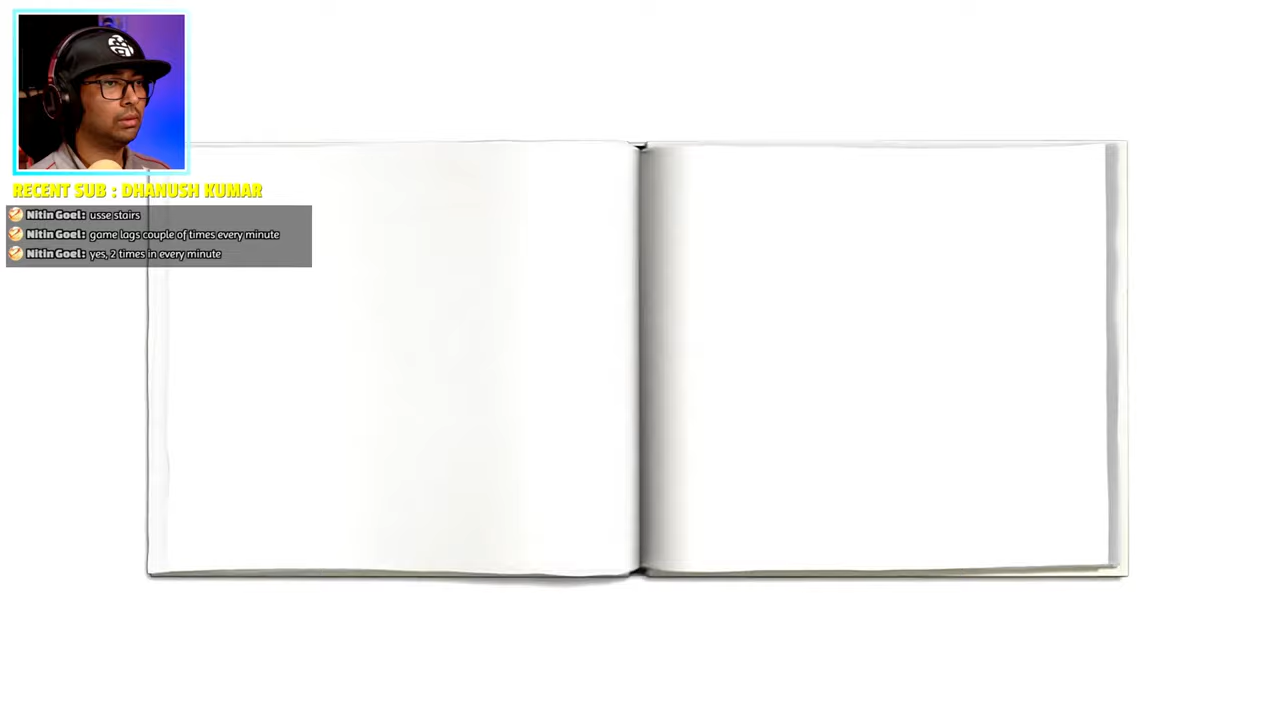 RECENT SUB : DHANUSH KUMAR
Nitin Goel: usse stairs
Nitin Goel: game lags couple of times every minute
Nitin Goel: yes, 2 times in every minute